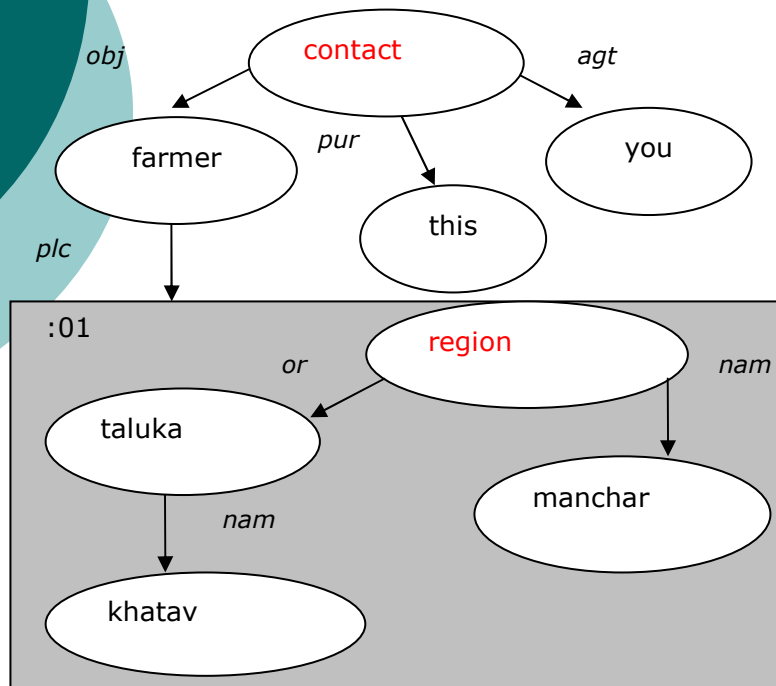 contact
obj
agt
farmer
pur
you
this
plc
:01
region
or
nam
taluka
manchar
nam
khatav